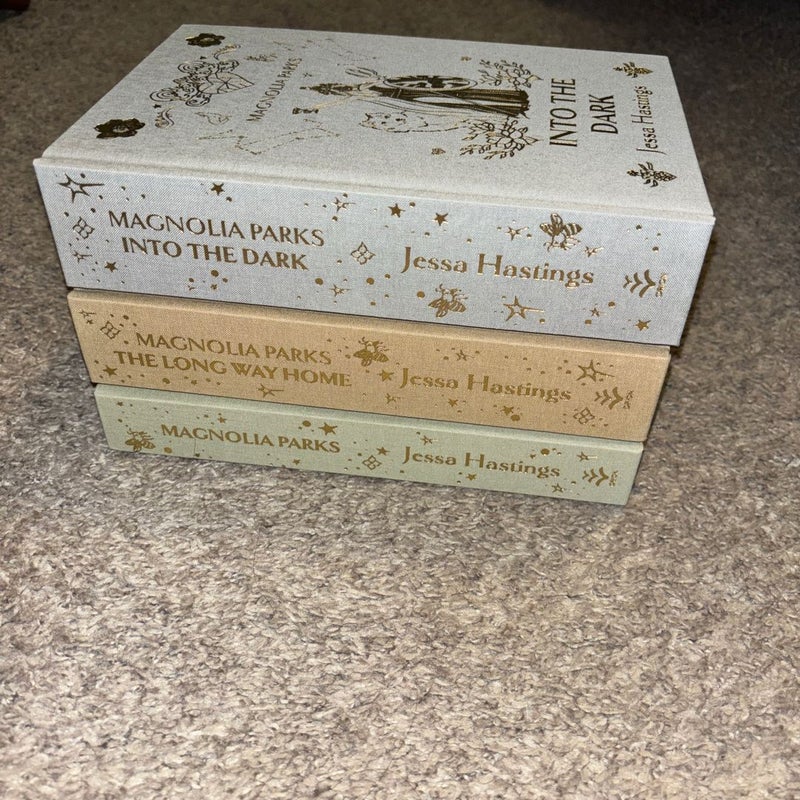 MAGNOLIA PARKS
INTO THE
DARK
Jessa Hastings
MAGNOLIA PARKS
INTO THE DARK
Jessa Hastings
MAGNOLIA PARKS
THE LONG WAY HOME
Jessa Hastings
MAGNOLIA PARKS
Jessa Hastings